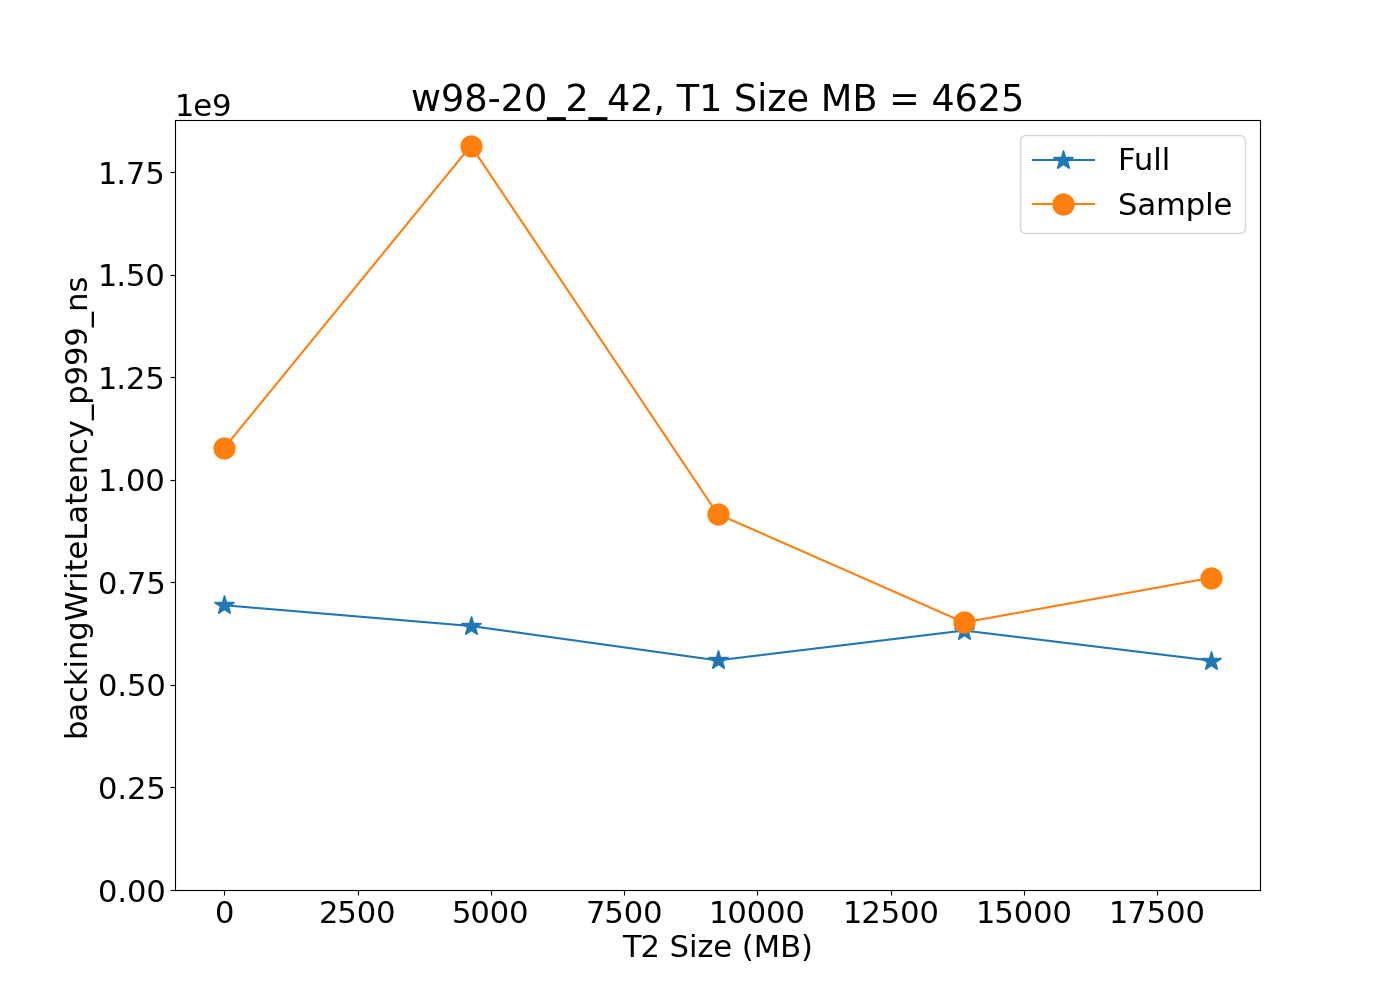 w98-20_2_42, T1 Size MB = 4625
1e9
Full
Sample
backingWriteLatency_p999_ns
1.75
1.50
1.25
1.00
0.75
0.50
0.25
0.00
0 2500 5000 7500 10000 12500 15000 17500
T2 Size (MB)